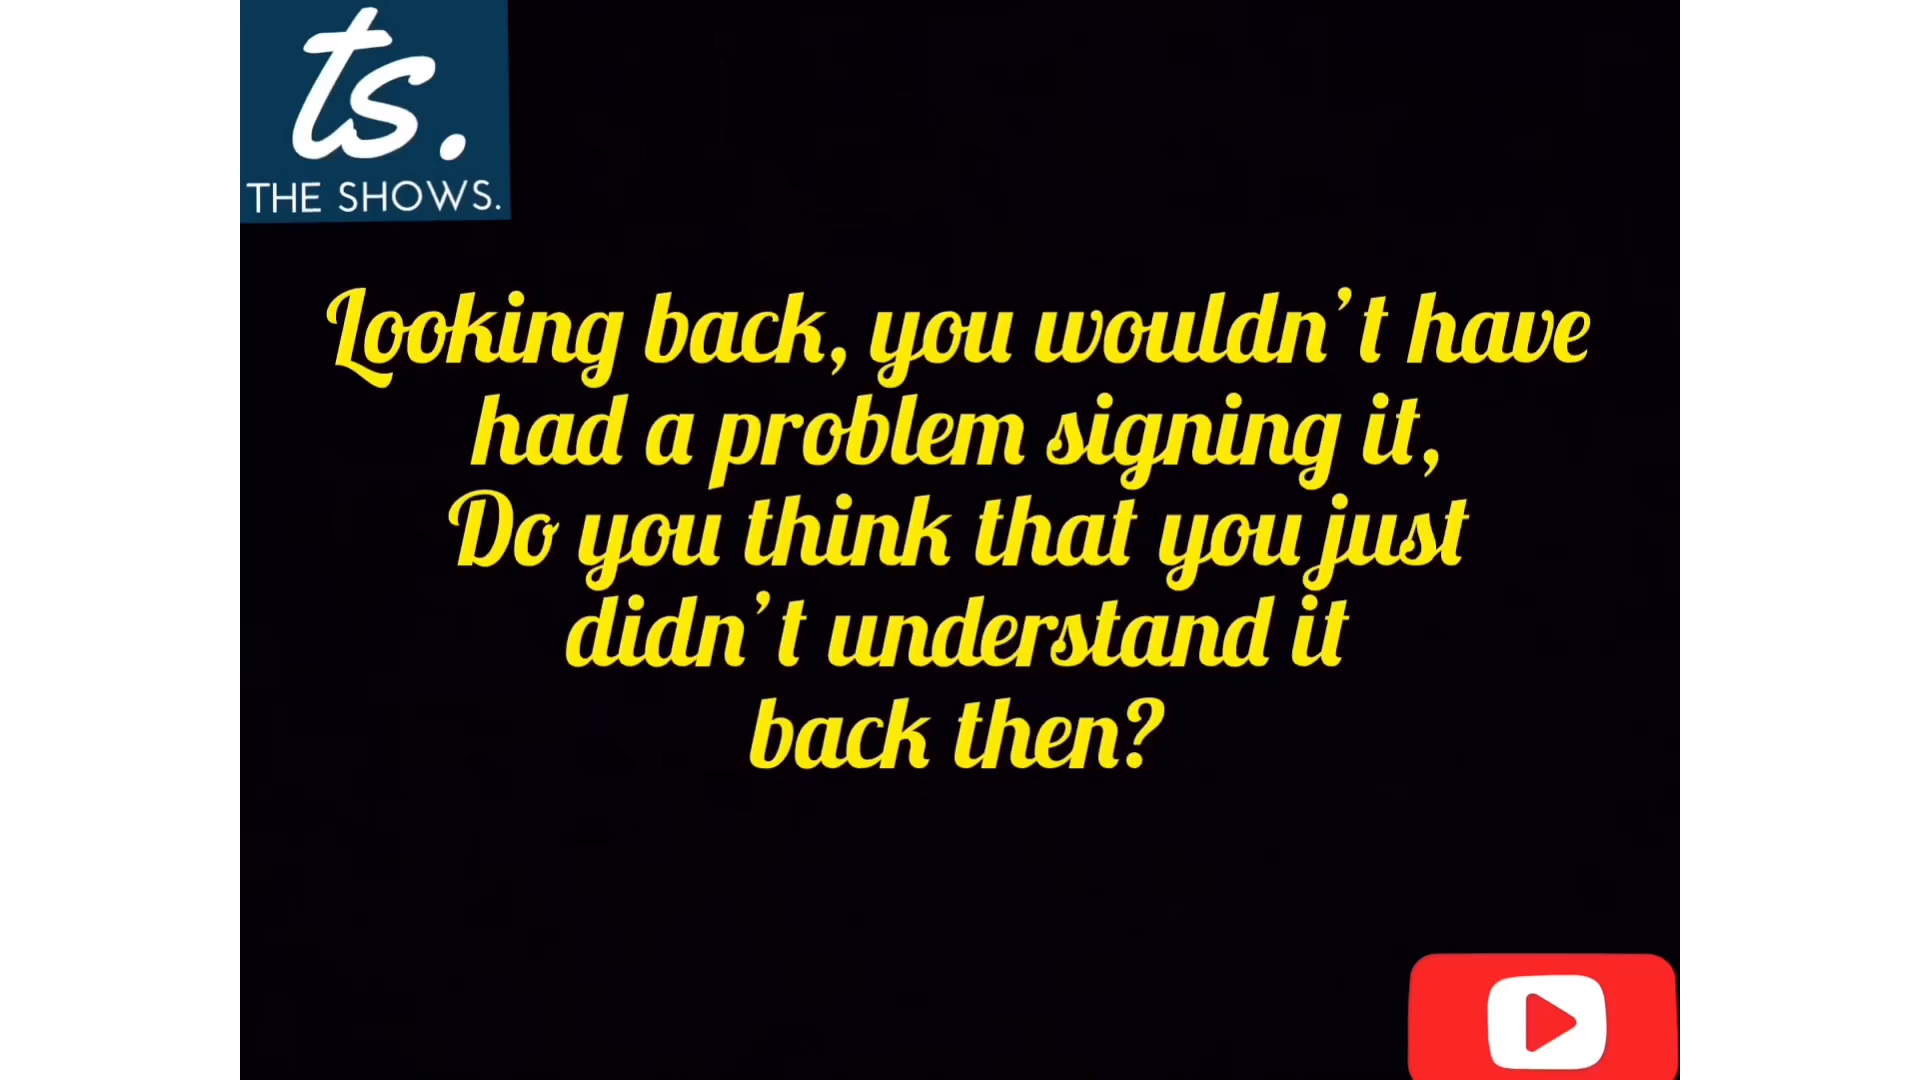 ts.
THE SHOWS.
Looking back, you wouldn't have
had a problem signing it,
Do you think that you just
didn't understand it
back then?